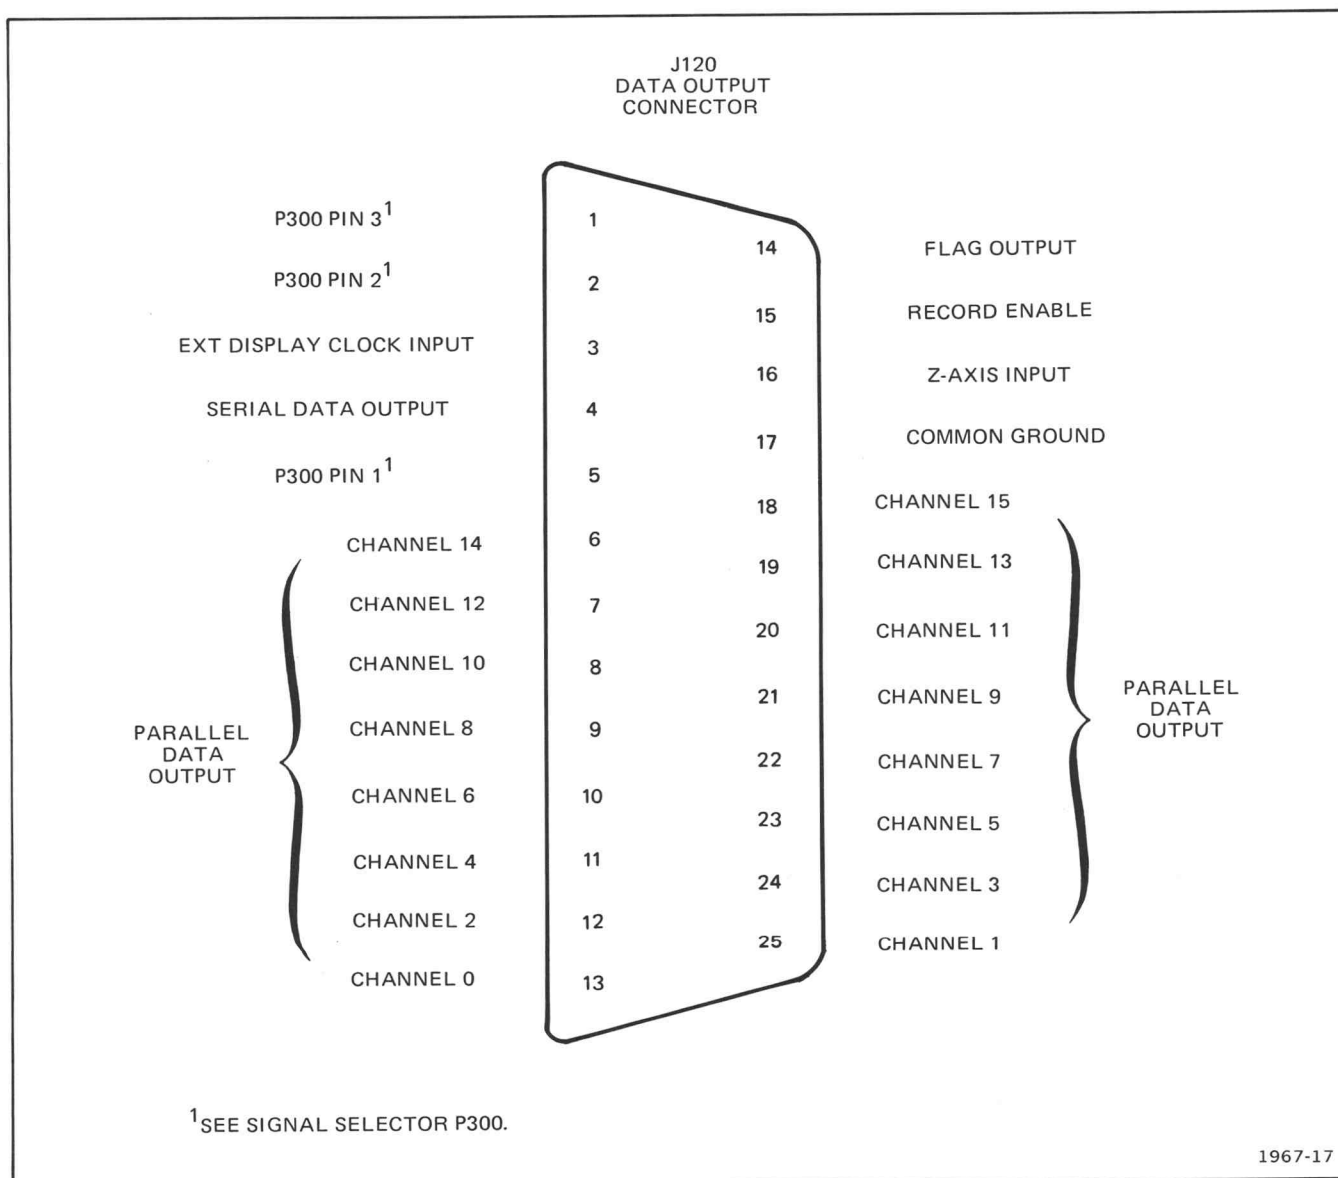 J120
DATA OUTPUT
CONNECTOR
P300 PIN 3¹
1
14
FLAG OUTPUT
P300 PIN 2¹
2
15
RECORD ENABLE
EXT DISPLAY CLOCK INPUT
3
16
Z-AXIS INPUT
SERIAL DATA OUTPUT
4
17
COMMON GROUND
P300 PIN 1¹
5
18
CHANNEL 15
CHANNEL 14
6
19
CHANNEL 13
CHANNEL 12
7
20
CHANNEL 11
CHANNEL 10
8
21
CHANNEL 9
CHANNEL 8
9
22
CHANNEL 7
CHANNEL 6
10
23
CHANNEL 5
CHANNEL 4
11
24
CHANNEL 3
CHANNEL 2
12
25
CHANNEL 1
CHANNEL 0
13
PARALLEL
DATA
OUTPUT
PARALLEL
DATA
OUTPUT
¹SEE SIGNAL SELECTOR P300.
1967-17